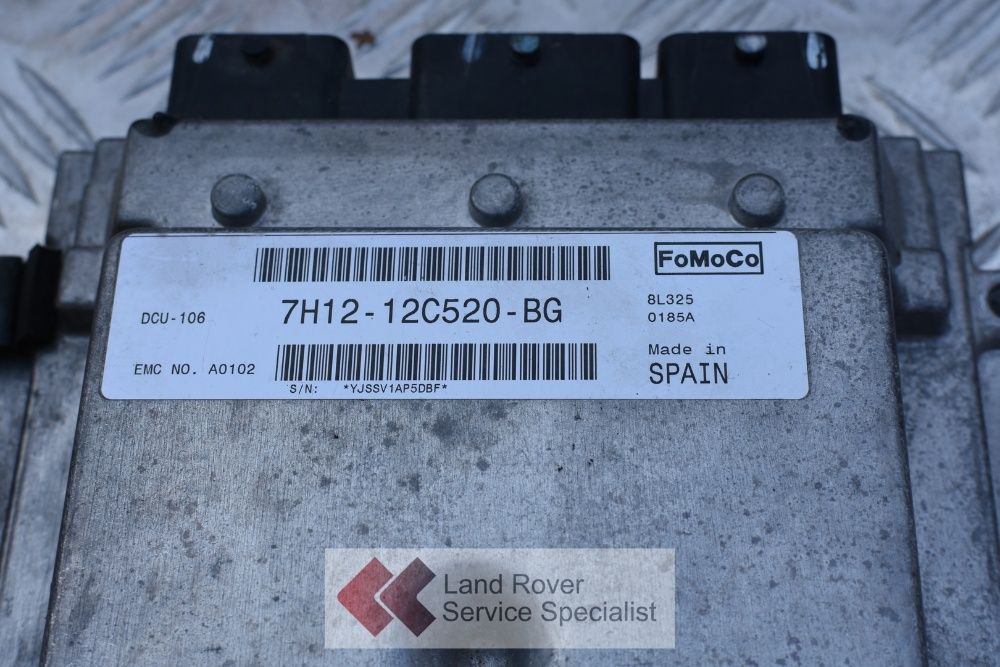 FoMoCo
DCU-106
7H12-12C520-BG
8L325
0185A
EMC NO. A0102
Made in
SPAIN
S/N: *YJSSV1AP5DBF*
Land Rover
Service Specialist